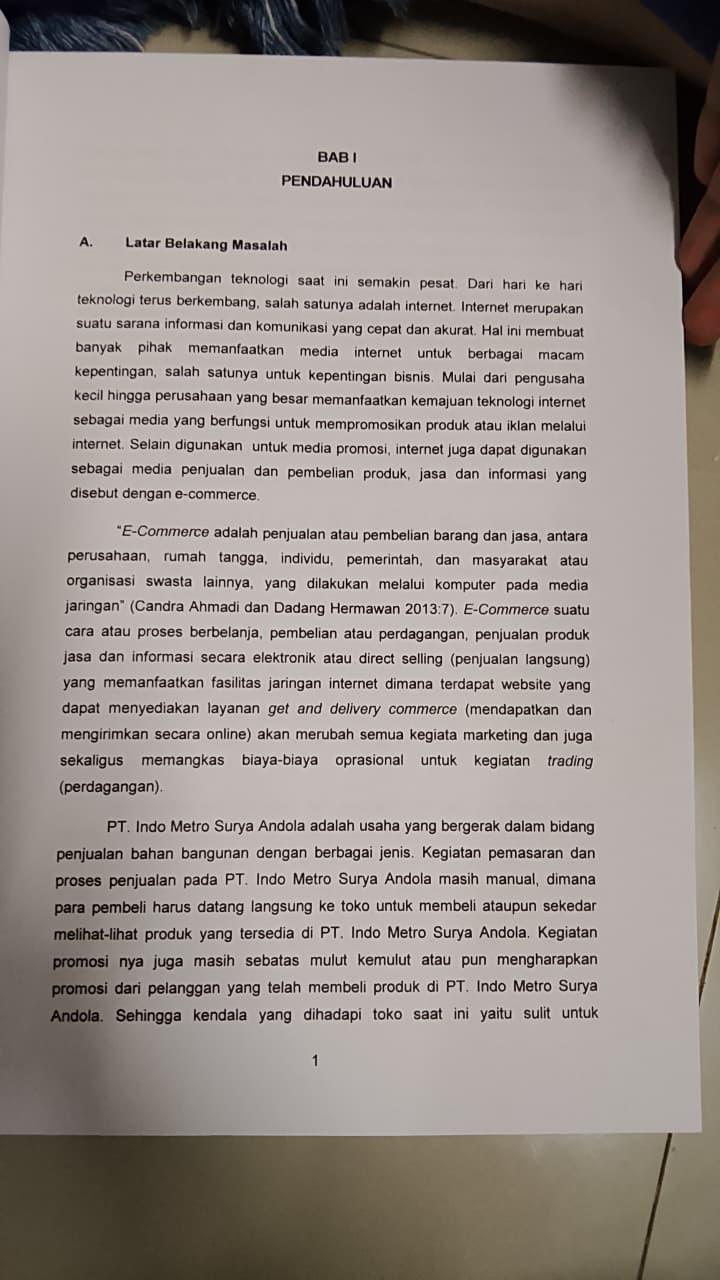 BAB I
PENDAHULUAN
A. Latar Belakang Masalah
Perkembangan teknologi saat ini semakin pesat. Dari hari ke hari
teknologi terus berkembang, salah satunya adalah internet. Internet merupakan
suatu sarana informasi dan komunikasi yang cepat dan akurat. Hal ini membuat
banyak pihak memanfaatkan media internet untuk berbagai macam
kepentingan, salah satunya untuk kepentingan bisnis. Mulai dari pengusaha
kecil hingga perusahaan yang besar memanfaatkan kemajuan teknologi internet
sebagai media yang berfungsi untuk mempromosikan produk atau iklan melalui
internet. Selain digunakan untuk media promosi, internet juga dapat digunakan
sebagai media penjualan dan pembelian produk, jasa dan informasi yang
disebut dengan e-commerce.
“E-Commerce adalah penjualan atau pembelian barang dan jasa, antara
perusahaan, rumah tangga, individu, pemerintah, dan masyarakat atau
organisasi swasta lainnya, yang dilakukan melalui komputer pada media
jaringan” (Candra Ahmadi dan Dadang Hermawan 2013:7). E-Commerce suatu
cara atau proses berbelanja, pembelian atau perdagangan, penjualan produk
jasa dan informasi secara elektronik atau direct selling (penjualan langsung)
yang memanfaatkan fasilitas jaringan internet dimana terdapat website yang
dapat menyediakan layanan get and delivery commerce (mendapatkan dan
mengirimkan secara online) akan merubah semua kegiata marketing dan juga
sekaligus memangkas biaya-biaya oprasional untuk kegiatan trading
(perdagangan).
PT. Indo Metro Surya Andola adalah usaha yang bergerak dalam bidang
penjualan bahan bangunan dengan berbagai jenis. Kegiatan pemasaran dan
proses penjualan pada PT. Indo Metro Surya Andola masih manual, dimana
para pembeli harus datang langsung ke toko untuk membeli ataupun sekedar
melihat-lihat produk yang tersedia di PT. Indo Metro Surya Andola. Kegiatan
promosi nya juga masih sebatas mulut kemulut atau pun mengharapkan
promosi dari pelanggan yang telah membeli produk di PT. Indo Metro Surya
Andola. Sehingga kendala yang dihadapi toko saat ini yaitu sulit untuk
1